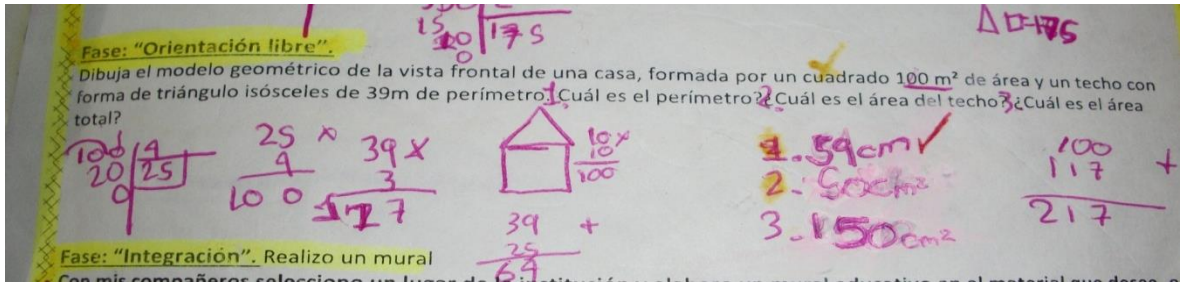 15
20 175
0
△□=175
Fase: “Orientación libre”.
Dibuja el modelo geométrico de la vista frontal de una casa, formada por un cuadrado 100 m² de área y un techo con
forma de triángulo isósceles de 39m de perímetro. ¿Cuál es el perímetro? ¿Cuál es el área del techo? ¿Cuál es el área
total?
1 2 3
100 4
20 25
0
25 x
4
100
39 x
3
117
10 x
10
100
39 +
25
64
1. 59cm ✓
2. 50cm²
3. 150cm²
100 +
117
217
Fase: “Integración”. Realizo un mural